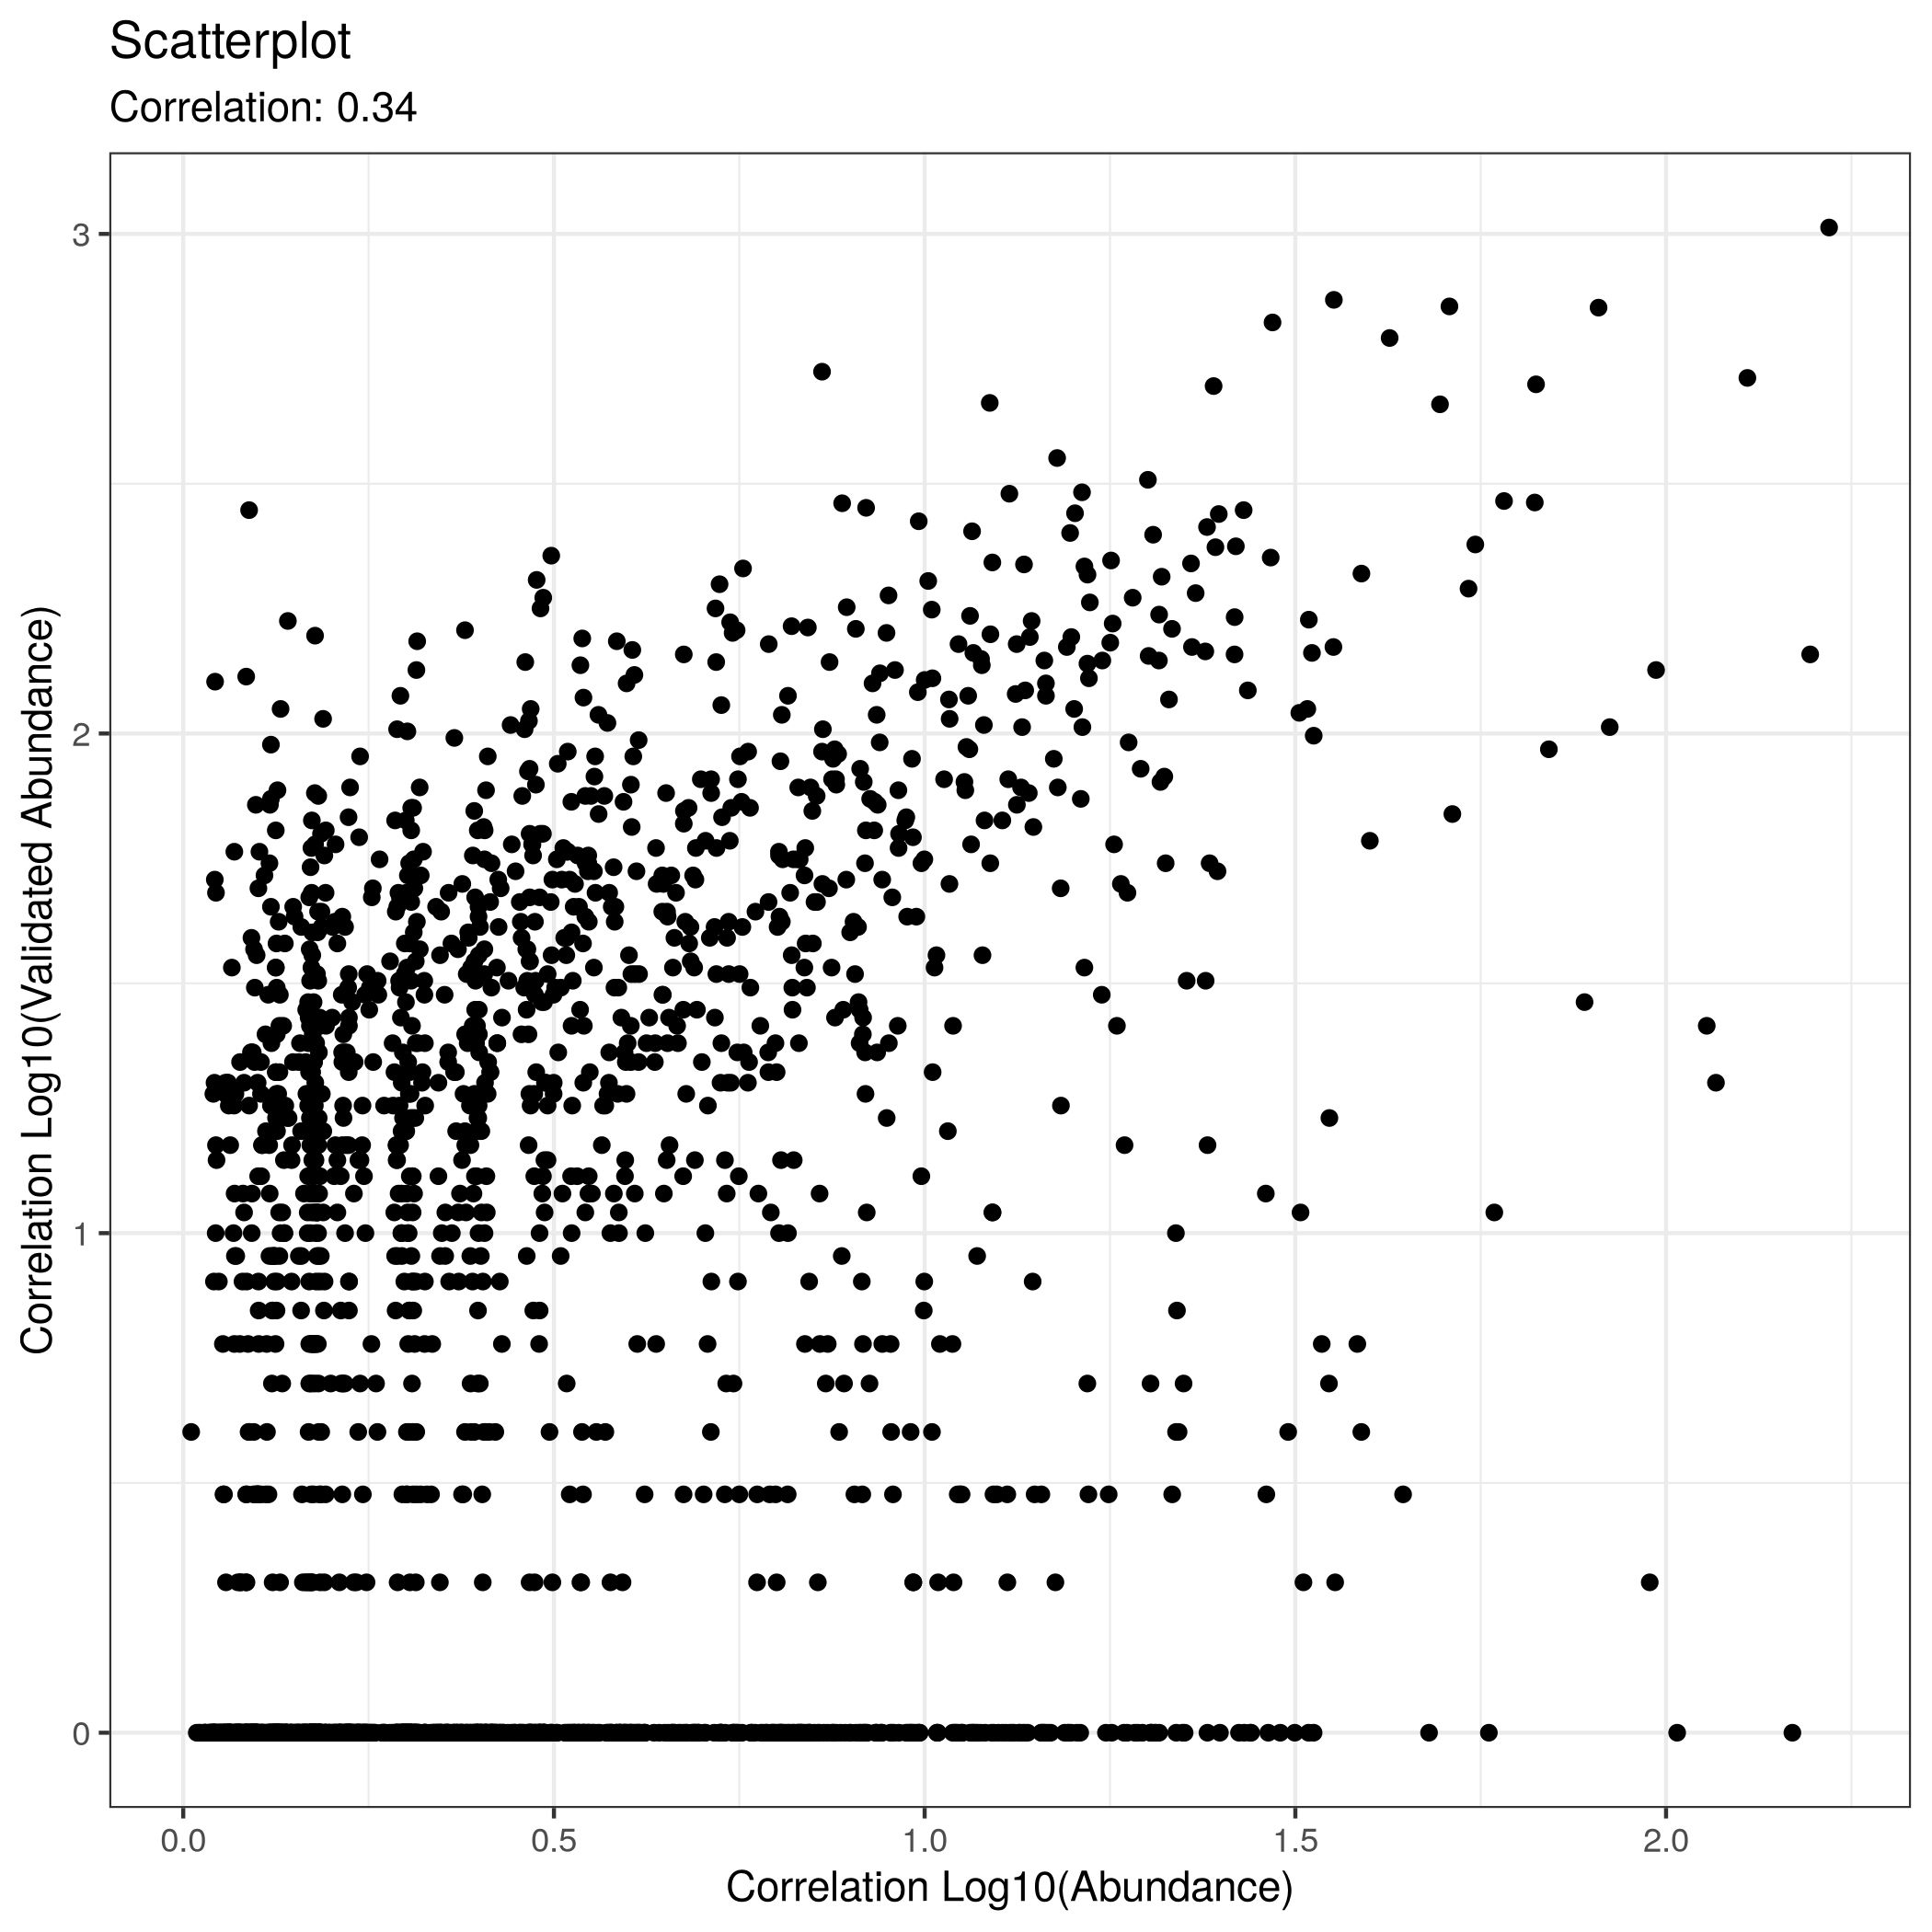 Scatterplot
Correlation: 0.34
Correlation Log10(Validated Abundance)
3
2
1
0
0.0 0.5 1.0 1.5 2.0
Correlation Log10(Abundance)